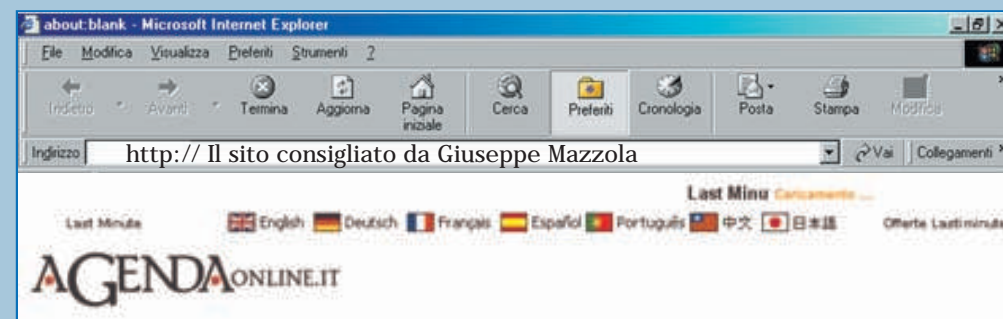 about:blank - Microsoft Internet Explorer
File Modifica Visualizza Preferiti Strumenti ?
Indietro Avanti Termina Aggiorna Pagina iniziale Cerca Preferiti Cronologia Posta Stampa Modifica
Indirizzo http:// Il sito consigliato da Giuseppe Mazzola Vai Collegamenti
Last Minu Caricamento ...
Last Minute English Deutsch Français Español Português 中文 日本語 Offerte Lastminute
AGENDAONLINE.IT